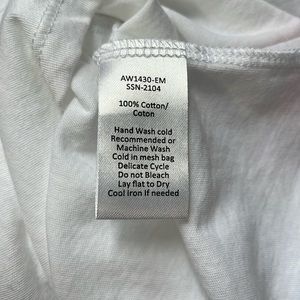 AW1430-EM
SSN-2104
100% Cotton/
Coton
Hand Wash cold
Recommended or
Machine Wash
Cold in mesh bag
Delicate Cycle
Do not Bleach
Lay flat to Dry
Cool Iron If needed